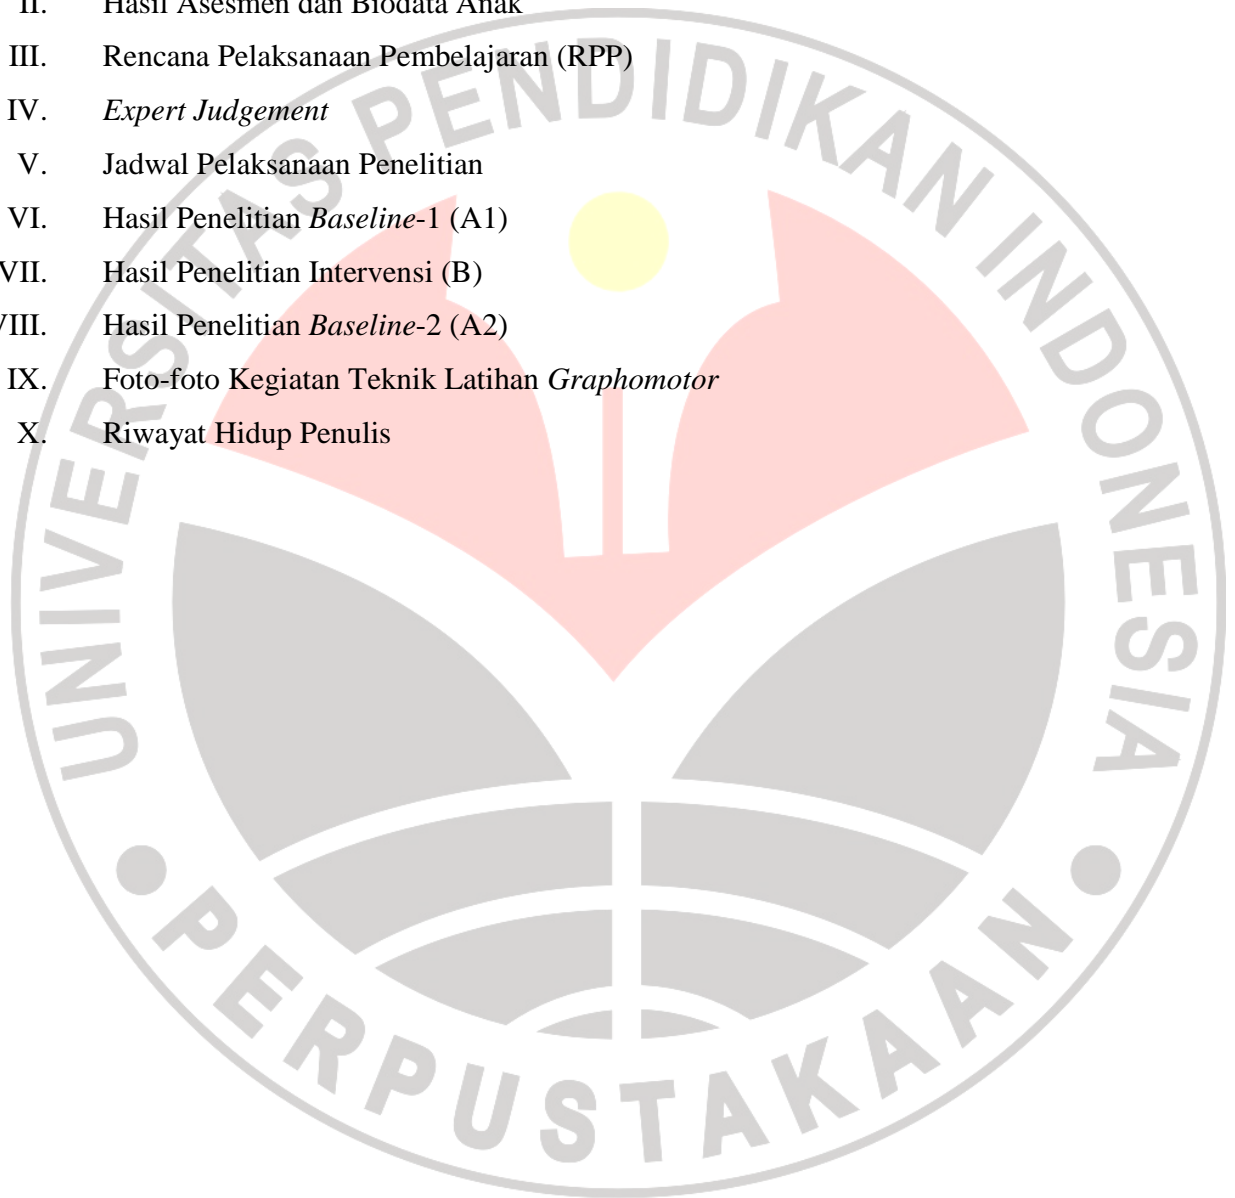 II. Hasil Asesmen dan Biodata Anak
III. Rencana Pelaksanaan Pembelajaran (RPP)
IV. Expert Judgement
V. Jadwal Pelaksanaan Penelitian
VI. Hasil Penelitian Baseline-1 (A1)
VII. Hasil Penelitian Intervensi (B)
VIII. Hasil Penelitian Baseline-2 (A2)
IX. Foto-foto Kegiatan Teknik Latihan Graphomotor
X. Riwayat Hidup Penulis
UNIVERSITAS PENDIDIKAN INDONESIA
PERPUSTAKAAN